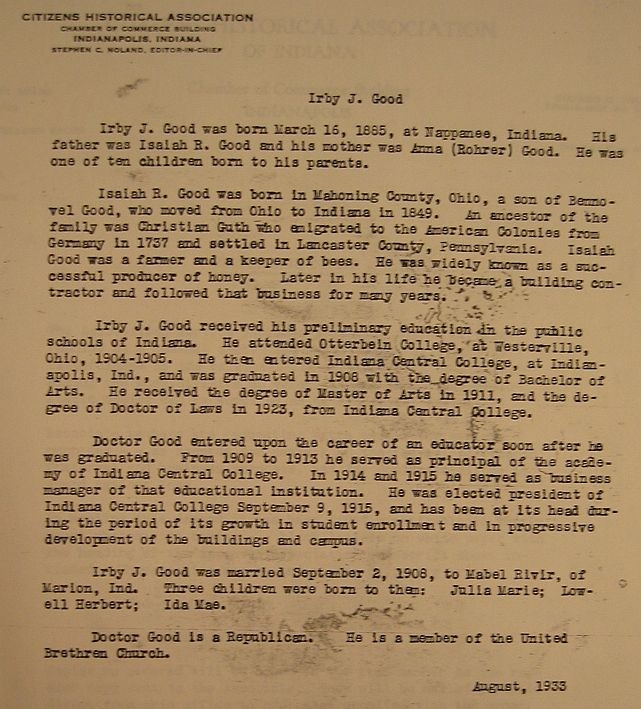 CITIZENS HISTORICAL ASSOCIATION
CHAMBER OF COMMERCE BUILDING
INDIANAPOLIS, INDIANA
STEPHEN C. NOLAND, EDITOR-IN-CHIEF
HISTORICAL ASSOCIATION
OF INDIANA
Irby J. Good
Irby J. Good was born March 16, 1885, at Nappanee, Indiana. His
father was Isaiah R. Good and his mother was Anna (Rohrer) Good. He was
one of ten children born to his parents.
Isaiah R. Good was born in Mahoning County, Ohio, a son of Benno-
vel Good, who moved from Ohio to Indiana in 1849. An ancestor of the
family was Christian Guth who emigrated to the American Colonies from
Germany in 1737 and settled in Lancaster County, Pennsylvania. Isaiah
Good was a farmer and a keeper of bees. He was widely known as a suc-
cessful producer of honey. Later in his life he became a building con-
tractor and followed that business for many years.
Irby J. Good received his preliminary education in the public
schools of Indiana. He attended Otterbein College, at Westerville,
Ohio, 1904-1905. He then entered Indiana Central College, at Indian-
apolis, Ind., and was graduated in 1908 with the degree of Bachelor of
Arts. He received the degree of Master of Arts in 1911, and the de-
gree of Doctor of Laws in 1923, from Indiana Central College.
Doctor Good entered upon the career of an educator soon after he
was graduated. From 1909 to 1913 he served as principal of the acade-
my of Indiana Central College. In 1914 and 1915 he served as business
manager of that educational institution. He was elected president of
Indiana Central College September 9, 1915, and has been at its head dur-
ing the period of its growth in student enrollment and in progressive
development of the buildings and campus.
Irby J. Good was married September 2, 1908, to Mabel Rivir, of
Marion, Ind. Three children were born to them: Julia Marie; Low-
ell Herbert; Ida Mae.
Doctor Good is a Republican. He is a member of the United
Brethren Church.
August, 1933